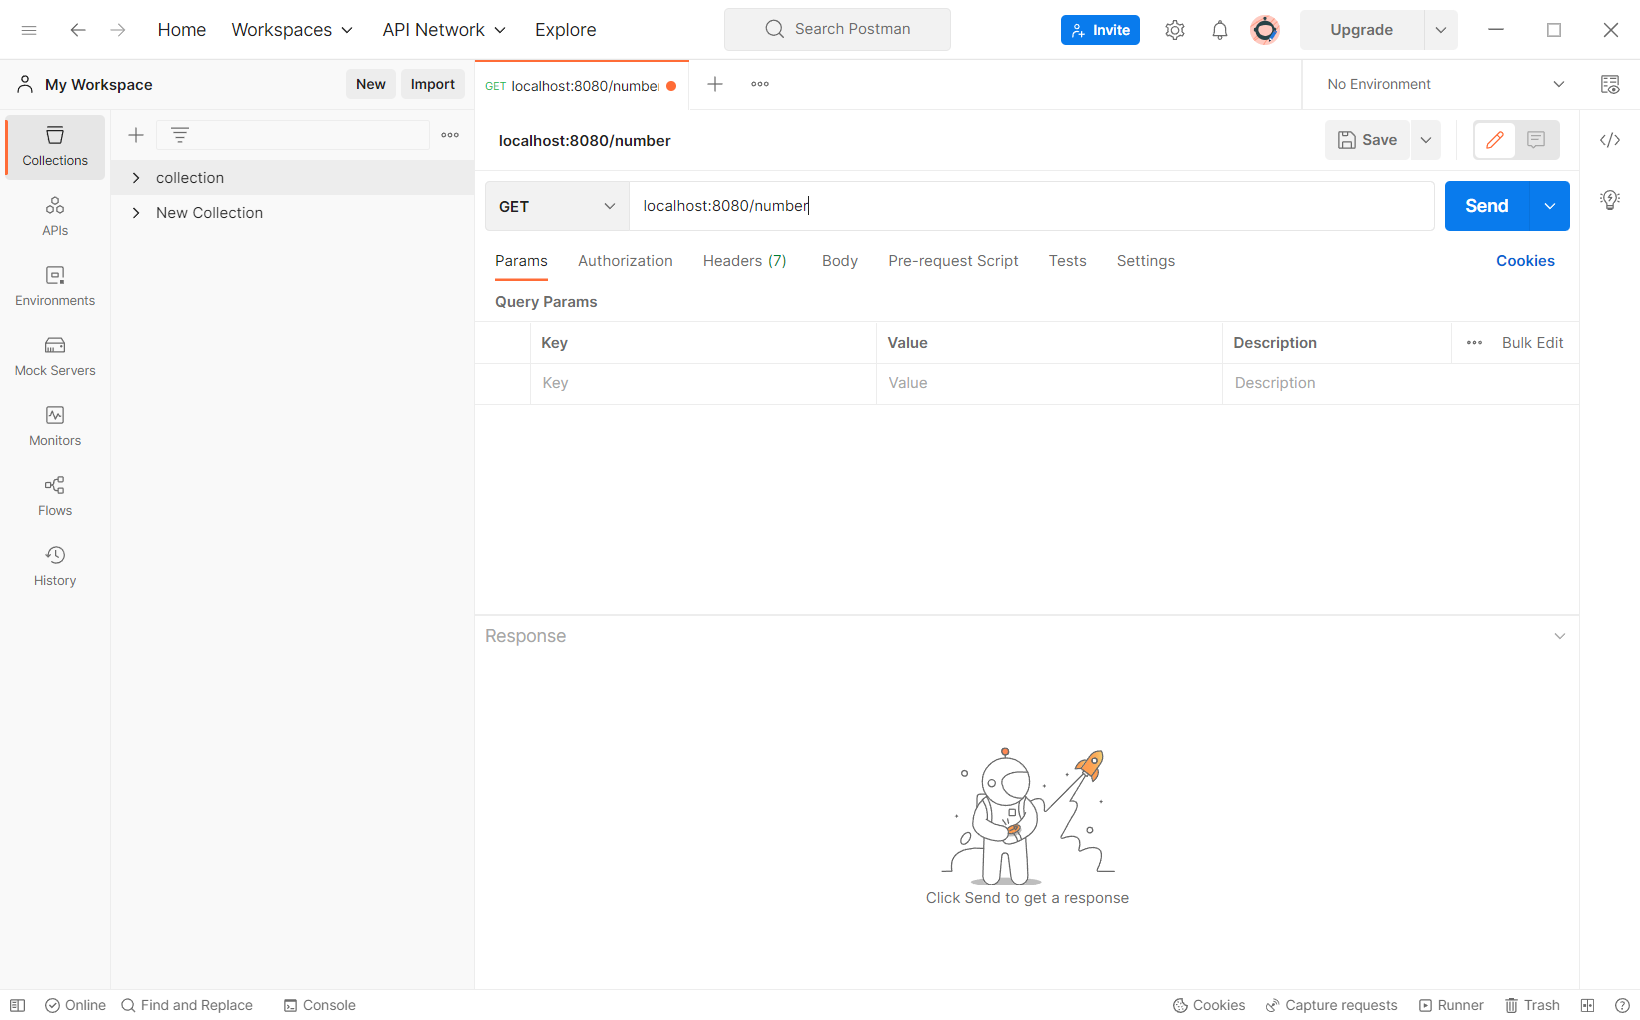 Home Workspaces API Network Explore Search Postman Invite Upgrade
My Workspace New Import GET localhost:8080/numbe No Environment
Collections
APIs
Environments
Mock Servers
Monitors
Flows
History
collection
New Collection
localhost:8080/number Save
GET localhost:8080/number Send
Params Authorization Headers (7) Body Pre-request Script Tests Settings Cookies
Query Params
Key Value Description Bulk Edit
Key Value Description
Response
Click Send to get a response
Online Find and Replace Console Cookies Capture requests Runner Trash